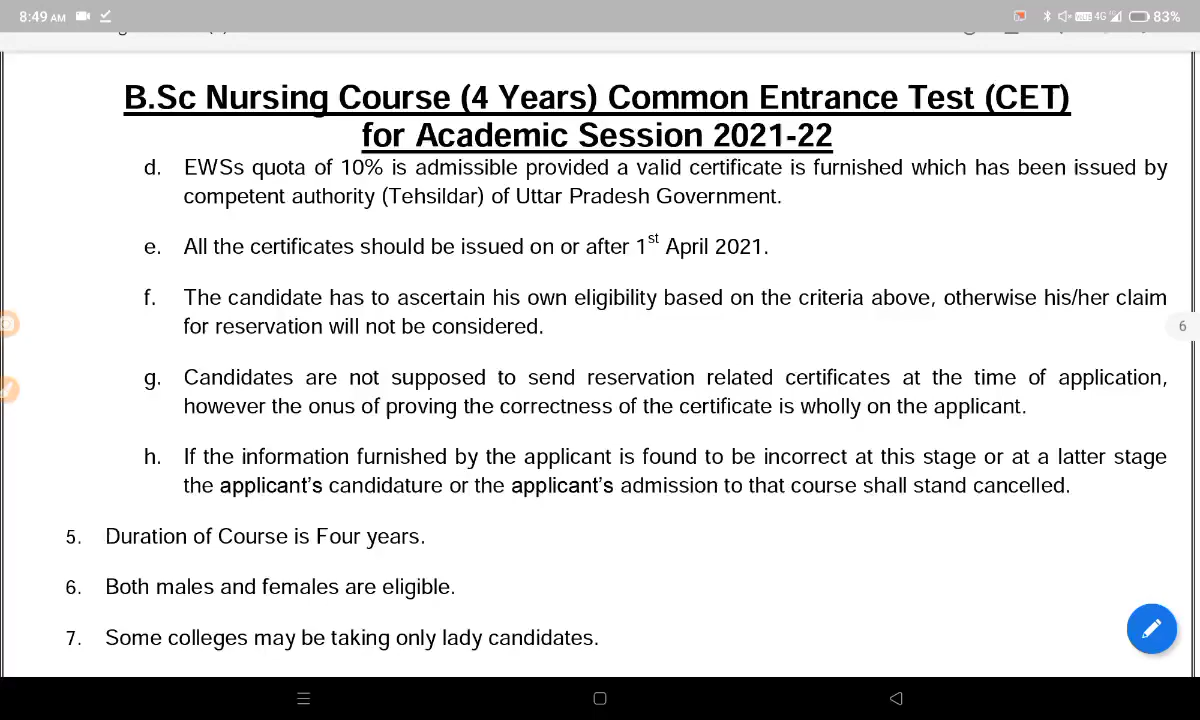 8:49 AM
4G 83%
B.Sc Nursing Course (4 Years) Common Entrance Test (CET)
for Academic Session 2021-22
d. EWSs quota of 10% is admissible provided a valid certificate is furnished which has been issued by
competent authority (Tehsildar) of Uttar Pradesh Government.
e. All the certificates should be issued on or after 1st April 2021.
f. The candidate has to ascertain his own eligibility based on the criteria above, otherwise his/her claim
for reservation will not be considered.
6
g. Candidates are not supposed to send reservation related certificates at the time of application,
however the onus of proving the correctness of the certificate is wholly on the applicant.
h. If the information furnished by the applicant is found to be incorrect at this stage or at a latter stage
the applicant's candidature or the applicant's admission to that course shall stand cancelled.
5. Duration of Course is Four years.
6. Both males and females are eligible.
7. Some colleges may be taking only lady candidates.